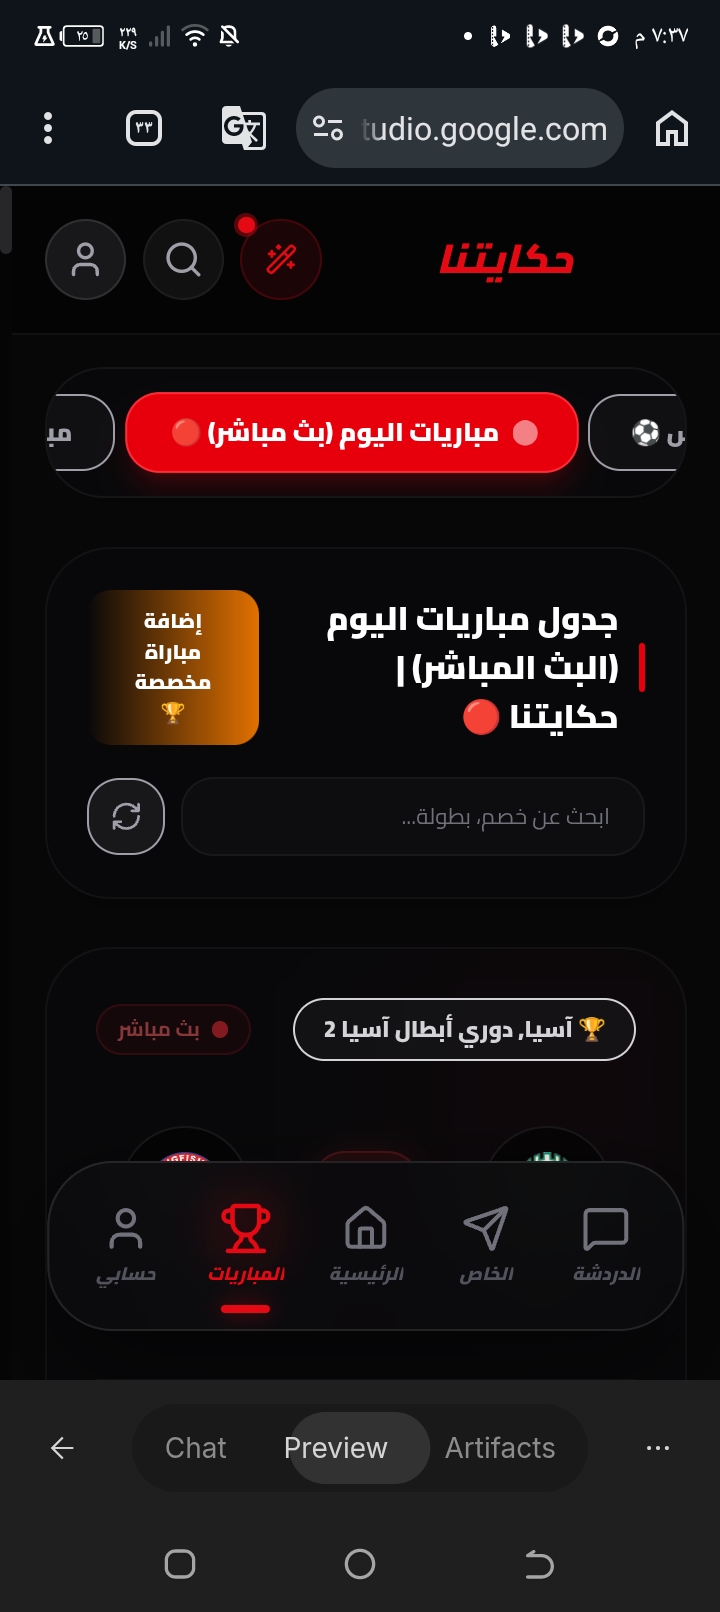 ٧:٣٧ م
٢٢٩
K/S
٢٥
٣٣
tudio.google.com
حكايتنا
مباريات اليوم (بث مباشر) 🔴
جدول مباريات اليوم
(البث المباشر) |
حكايتنا 🔴
إضافة
مباراة
مخصصة
🏆
ابحث عن خصم، بطولة...
🏆 آسيا, دوري أبطال آسيا 2
بث مباشر
الدردشة
الخاص
الرئيسية
المباريات
حسابي
Chat
Preview
Artifacts